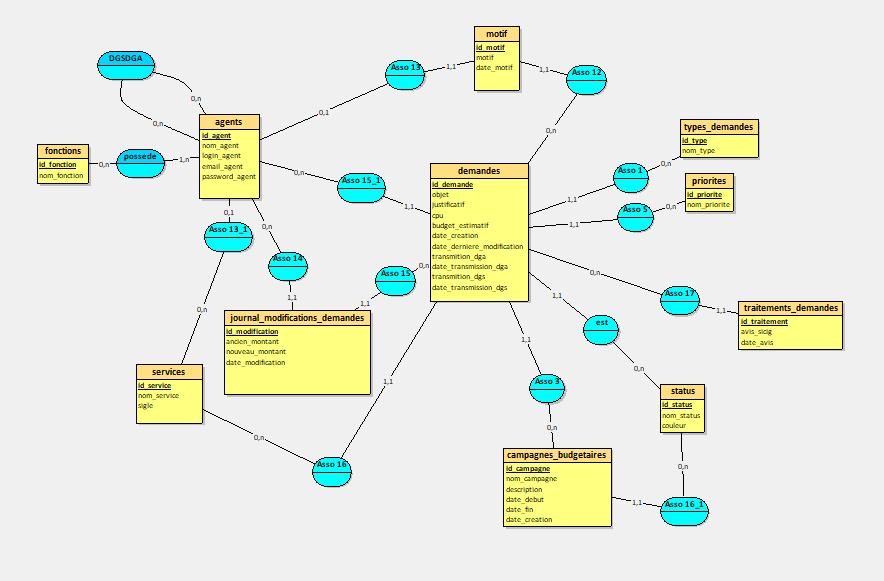 motif
id_motif
motif
date_motif
DGSDGA
Asso 13
1,1
1,1
Asso 12
0,n
0,1
0,n
0,n
agents
id_agent
nom_agent
login_agent
email_agent
password_agent
types_demandes
id_type
nom_type
fonctions
id_fonction
nom_fonction
0,n
possede
1,n
0,n
Asso 15_1
1,1
demandes
id_demande
objet
justificatif
cpu
budget_estimatif
date_creation
date_derniere_modification
transmition_dga
date_transmission_dga
transmition_dgs
date_transmission_dgs
1,1
Asso 1
0,n
priorites
id_priorite
nom_priorite
1,1
Asso 5
0,n
0,1
Asso 13_1
0,n
Asso 14
1,1
0,n
Asso 15
1,1
0,n
Asso 17
1,1
traitements_demandes
id_traitement
avis_sicig
date_avis
1,1
est
0,n
0,n
journal_modifications_demandes
id_modification
ancien_montant
nouveau_montant
date_modification
services
id_service
nom_service
sigle
1,1
1,1
Asso 3
0,n
status
id_status
nom_status
couleur
0,n
Asso 16
campagnes_budgetaires
id_campagne
nom_campagne
description
date_debut
date_fin
date_creation
0,n
1,1
Asso 16_1